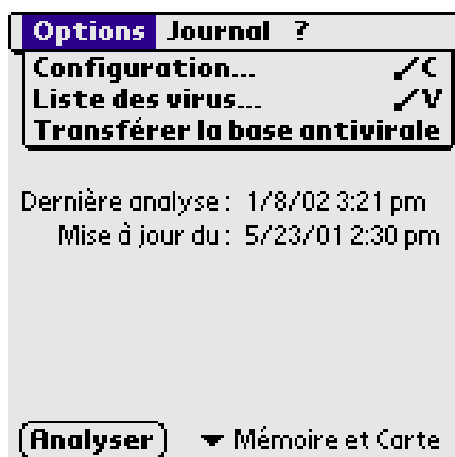 Options Journal ?
Configuration... /C
Liste des virus... /V
Transférer la base antivirale
Dernière analyse : 1/8/02 3:21 pm
Mise à jour du : 5/23/01 2:30 pm
Analyser Mémoire et Carte